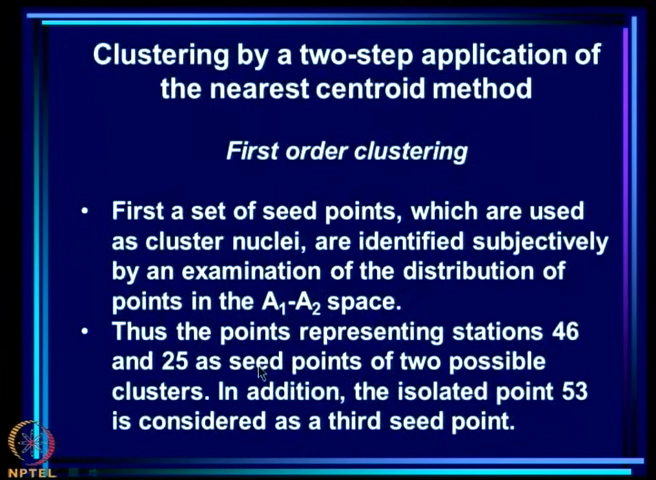 Clustering by a two-step application of
the nearest centroid method
First order clustering
• First a set of seed points, which are used
as cluster nuclei, are identified subjectively
by an examination of the distribution of
points in the A₁-A₂ space.
• Thus the points representing stations 46
and 25 as seed points of two possible
clusters. In addition, the isolated point 53
is considered as a third seed point.
NPTEL